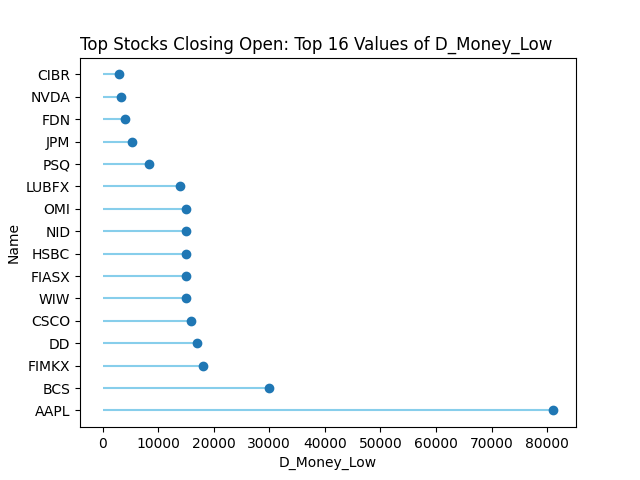 Top Stocks Closing Open: Top 16 Values of D_Money_Low
CIBR
NVDA
FDN
JPM
PSQ
LUBFX
OMI
NID
HSBC
FIASX
WIW
CSCO
DD
FIMKX
BCS
AAPL
Name
0 10000 20000 30000 40000 50000 60000 70000 80000
D_Money_Low